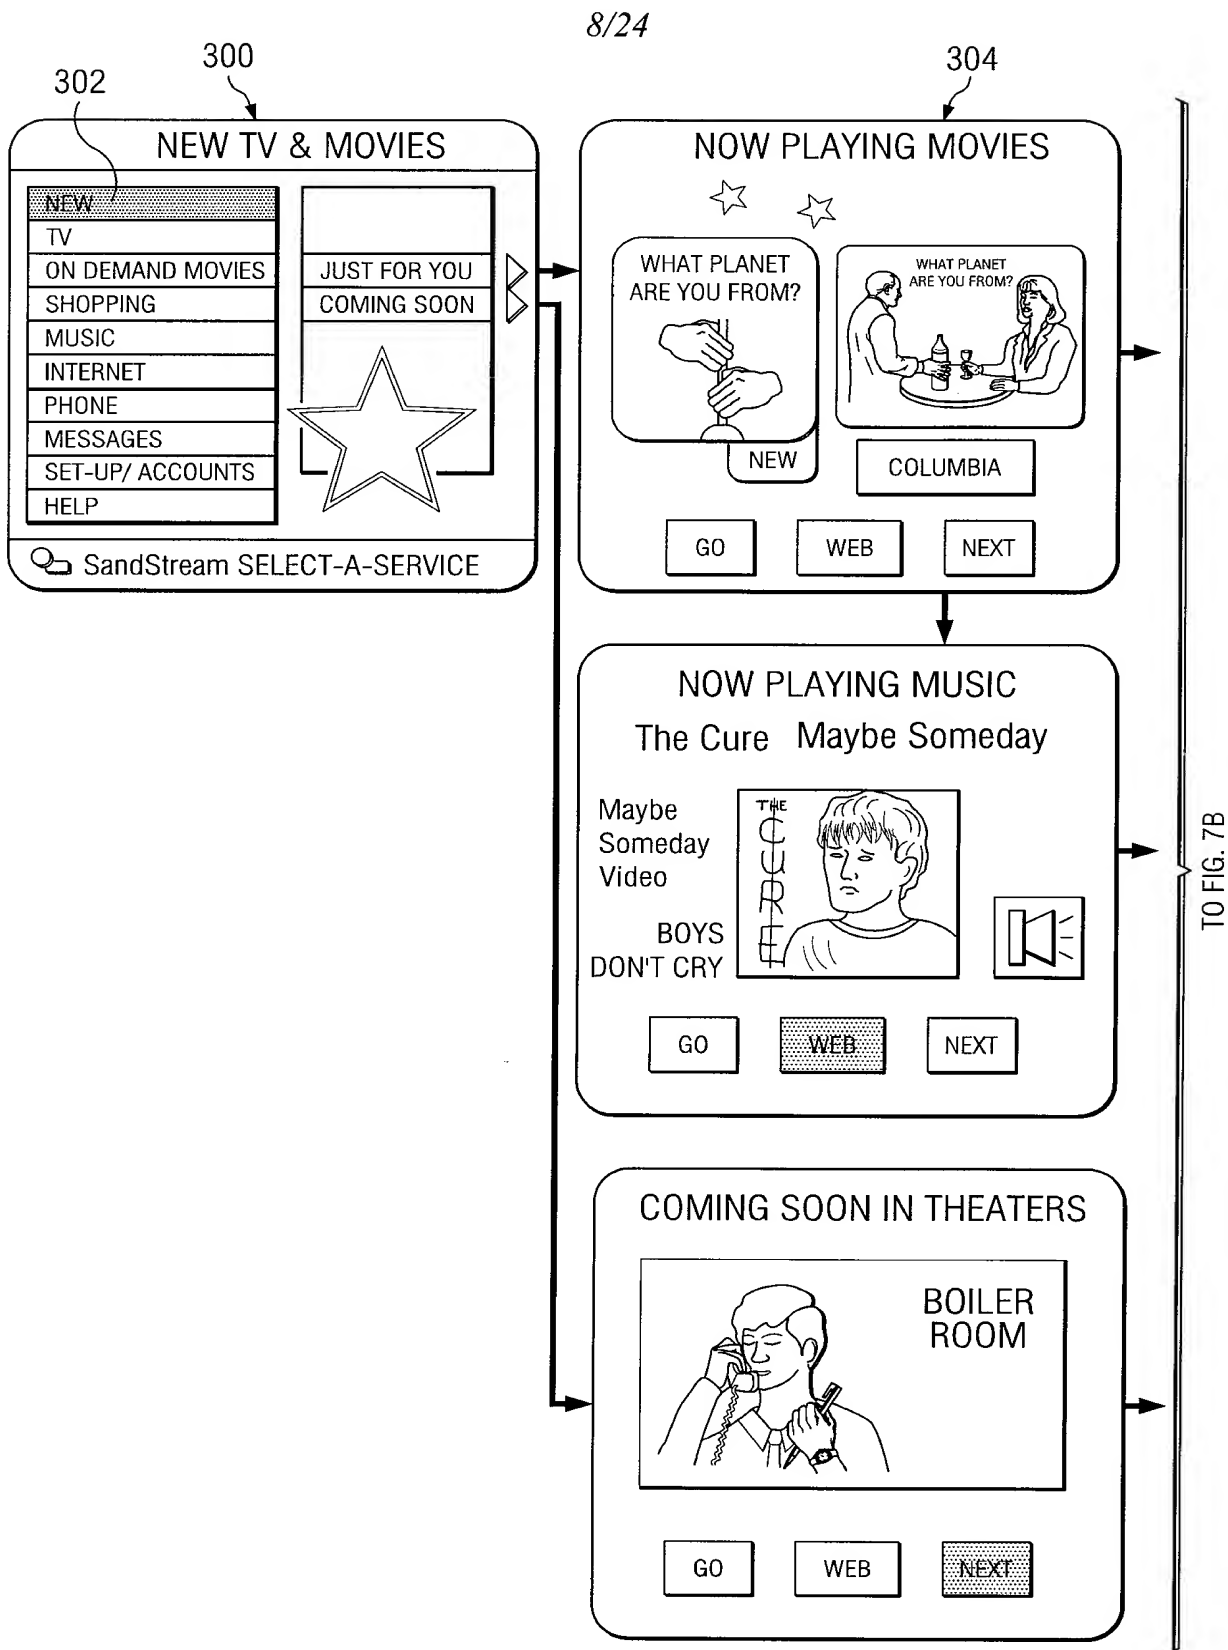 8/24
300
302
304
NEW TV & MOVIES
NEW
TV
ON DEMAND MOVIES
SHOPPING
MUSIC
INTERNET
PHONE
MESSAGES
SET-UP/ ACCOUNTS
HELP
JUST FOR YOU
COMING SOON
SandStream SELECT-A-SERVICE
NOW PLAYING MOVIES
WHAT PLANET
ARE YOU FROM?
NEW
WHAT PLANET
ARE YOU FROM?
COLUMBIA
GO
WEB
NEXT
NOW PLAYING MUSIC
The Cure Maybe Someday
Maybe
Someday
Video
BOYS
DON'T CRY
THE
CURE
GO
WEB
NEXT
COMING SOON IN THEATERS
BOILER
ROOM
GO
WEB
NEXT
TO FIG. 7B